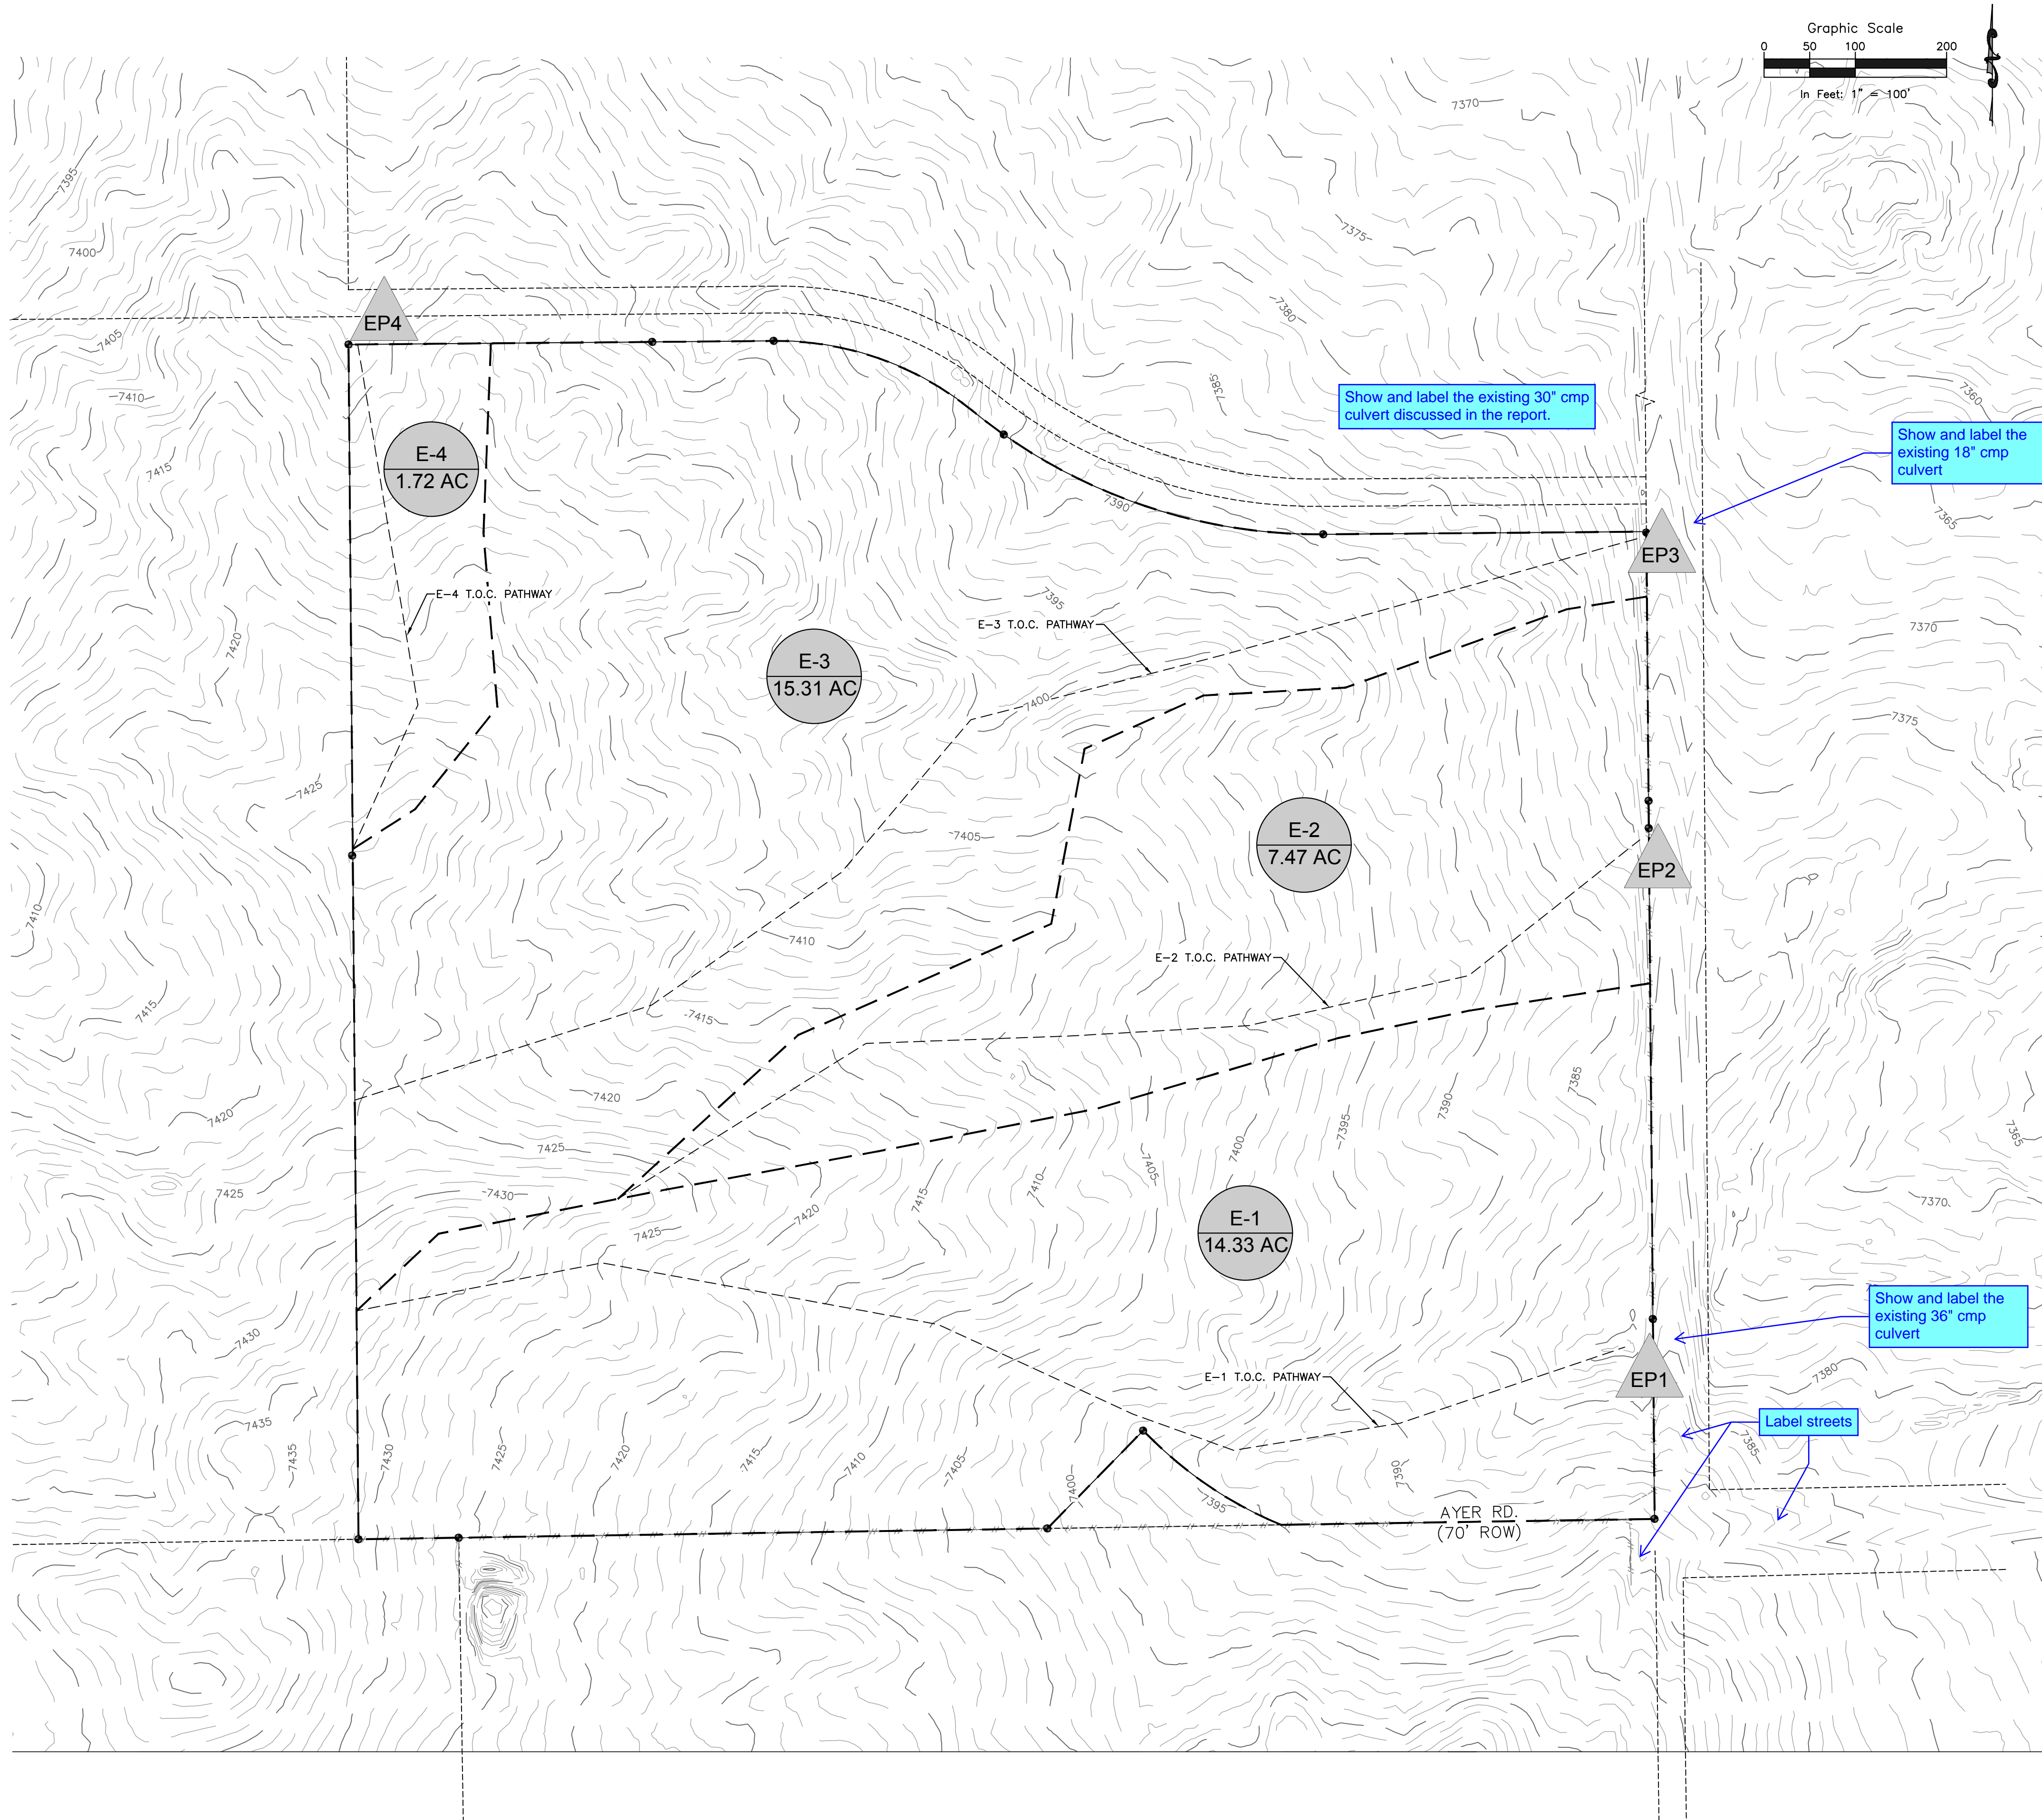 Graphic Scale
0 50 100 200
In Feet: 1" = 100'
7370
7395
7400
7375
7380
EP4
7405
7410
7385
Show and label the existing 30" cmp
culvert discussed in the report.
7360
Show and label the
existing 18" cmp
culvert
E-4
1.72 AC
7415
7390
7365
EP3
E-4 T.O.C. PATHWAY
7395
E-3 T.O.C. PATHWAY
7370
7420
E-3
15.31 AC
7400
7375
7425
E-2
7.47 AC
7405
EP2
7410
7410
E-2 T.O.C. PATHWAY
7415
7415
7385
7420
7420
7390
7395
7365
7425
7400
7405
7425
7430
7410
7415
7370
7420
7425
E-1
14.33 AC
Show and label the
existing 36" cmp
culvert
7430
E-1 T.O.C. PATHWAY
EP1
7380
7435
Label streets
7435
7430
7425
7420
7415
7410
7405
7400
7395
7390
7385
AYER RD.
(70' ROW)